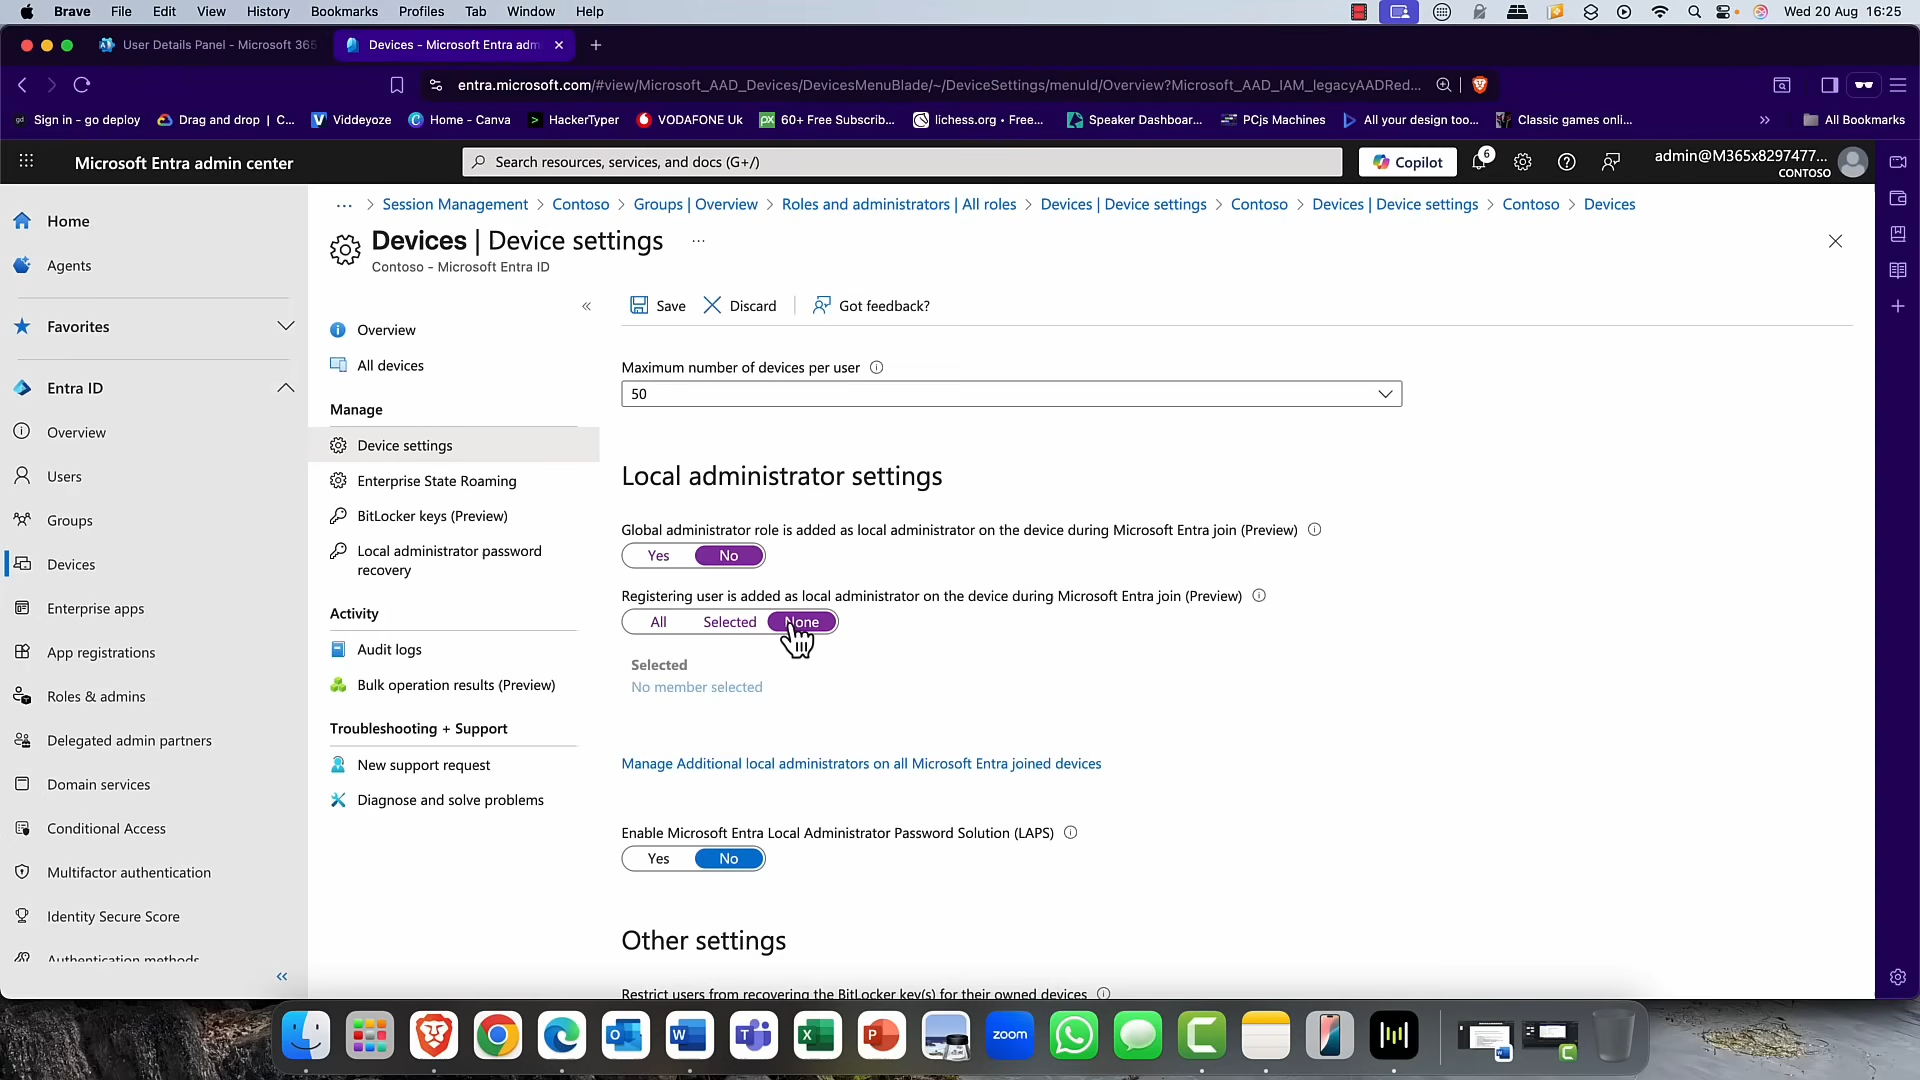 Brave File Edit View History Bookmarks Profiles Tab Window Help Wed 20 Aug 16:25
User Details Panel - Microsoft 365 Devices - Microsoft Entra adm
entra.microsoft.com/#view/Microsoft_AAD_Devices/DevicesMenuBlade/~/DeviceSettings/menuId/Overview?Microsoft_AAD_IAM_legacyAADRed...
Sign in - go deploy Drag and drop | C... Viddeyoze Home - Canva HackerTyper VODAFONE Uk 60+ Free Subscrib... lichess.org • Free... Speaker Dashboar... PCjs Machines All your design too... Classic games onli... All Bookmarks
Microsoft Entra admin center
Search resources, services, and docs (G+/)
Copilot
6
admin@M365x8297477...
CONTOSO
Home
Agents
Favorites
Entra ID
Overview
Users
Groups
Devices
Enterprise apps
App registrations
Roles & admins
Delegated admin partners
Domain services
Conditional Access
Multifactor authentication
Identity Secure Score
Authentication methods
... > Session Management > Contoso > Groups | Overview > Roles and administrators | All roles > Devices | Device settings > Contoso > Devices | Device settings > Contoso > Devices
Devices | Device settings ...
Contoso - Microsoft Entra ID
Overview
All devices
Manage
Device settings
Enterprise State Roaming
BitLocker keys (Preview)
Local administrator password
recovery
Activity
Audit logs
Bulk operation results (Preview)
Troubleshooting + Support
New support request
Diagnose and solve problems
Save Discard Got feedback?
Maximum number of devices per user
50
Local administrator settings
Global administrator role is added as local administrator on the device during Microsoft Entra join (Preview)
Yes No
Registering user is added as local administrator on the device during Microsoft Entra join (Preview)
All Selected None
Selected
No member selected
Manage Additional local administrators on all Microsoft Entra joined devices
Enable Microsoft Entra Local Administrator Password Solution (LAPS)
Yes No
Other settings
Restrict users from recovering the BitLocker key(s) for their owned devices
zoom